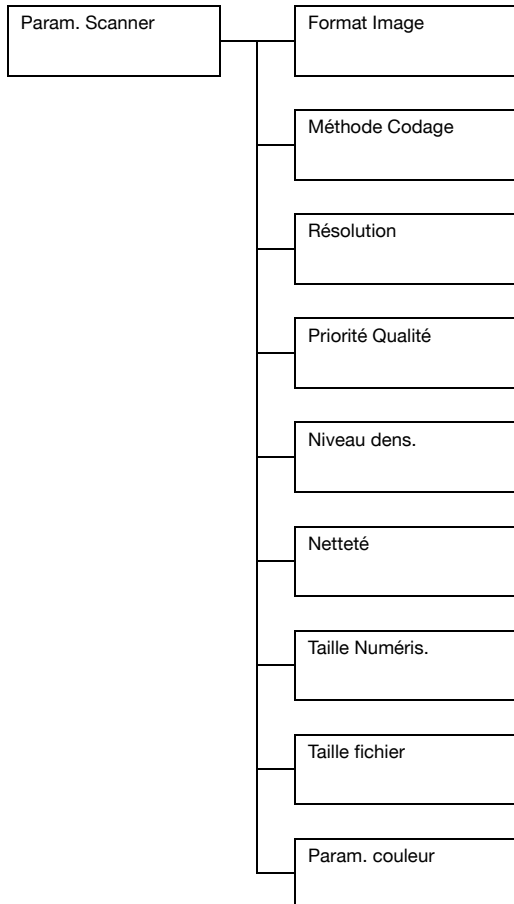 Param. Scanner
Format Image
Méthode Codage
Résolution
Priorité Qualité
Niveau dens.
Netteté
Taille Numéris.
Taille fichier
Param. couleur